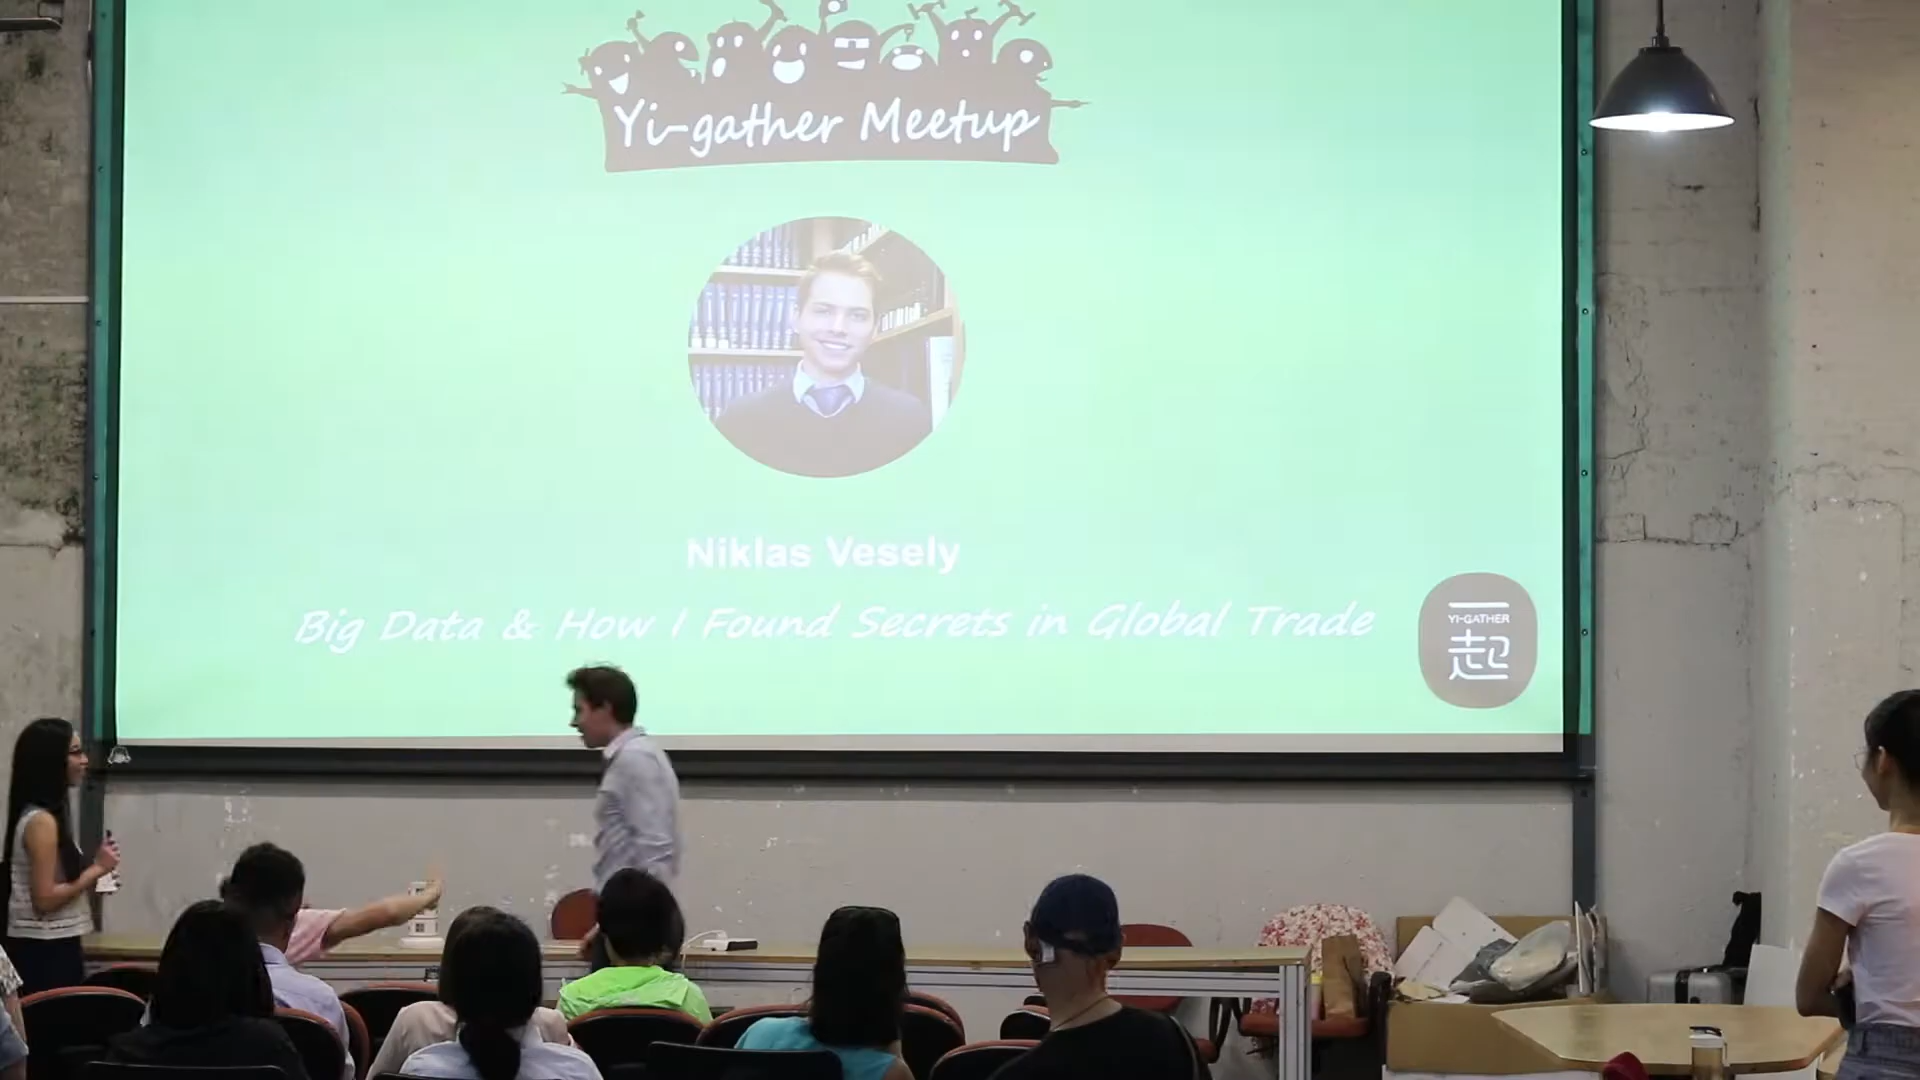 Yi-gather Meetup
Niklas Vesely
Big Data & How I Found Secrets in Global Trade
YI-GATHER
一起